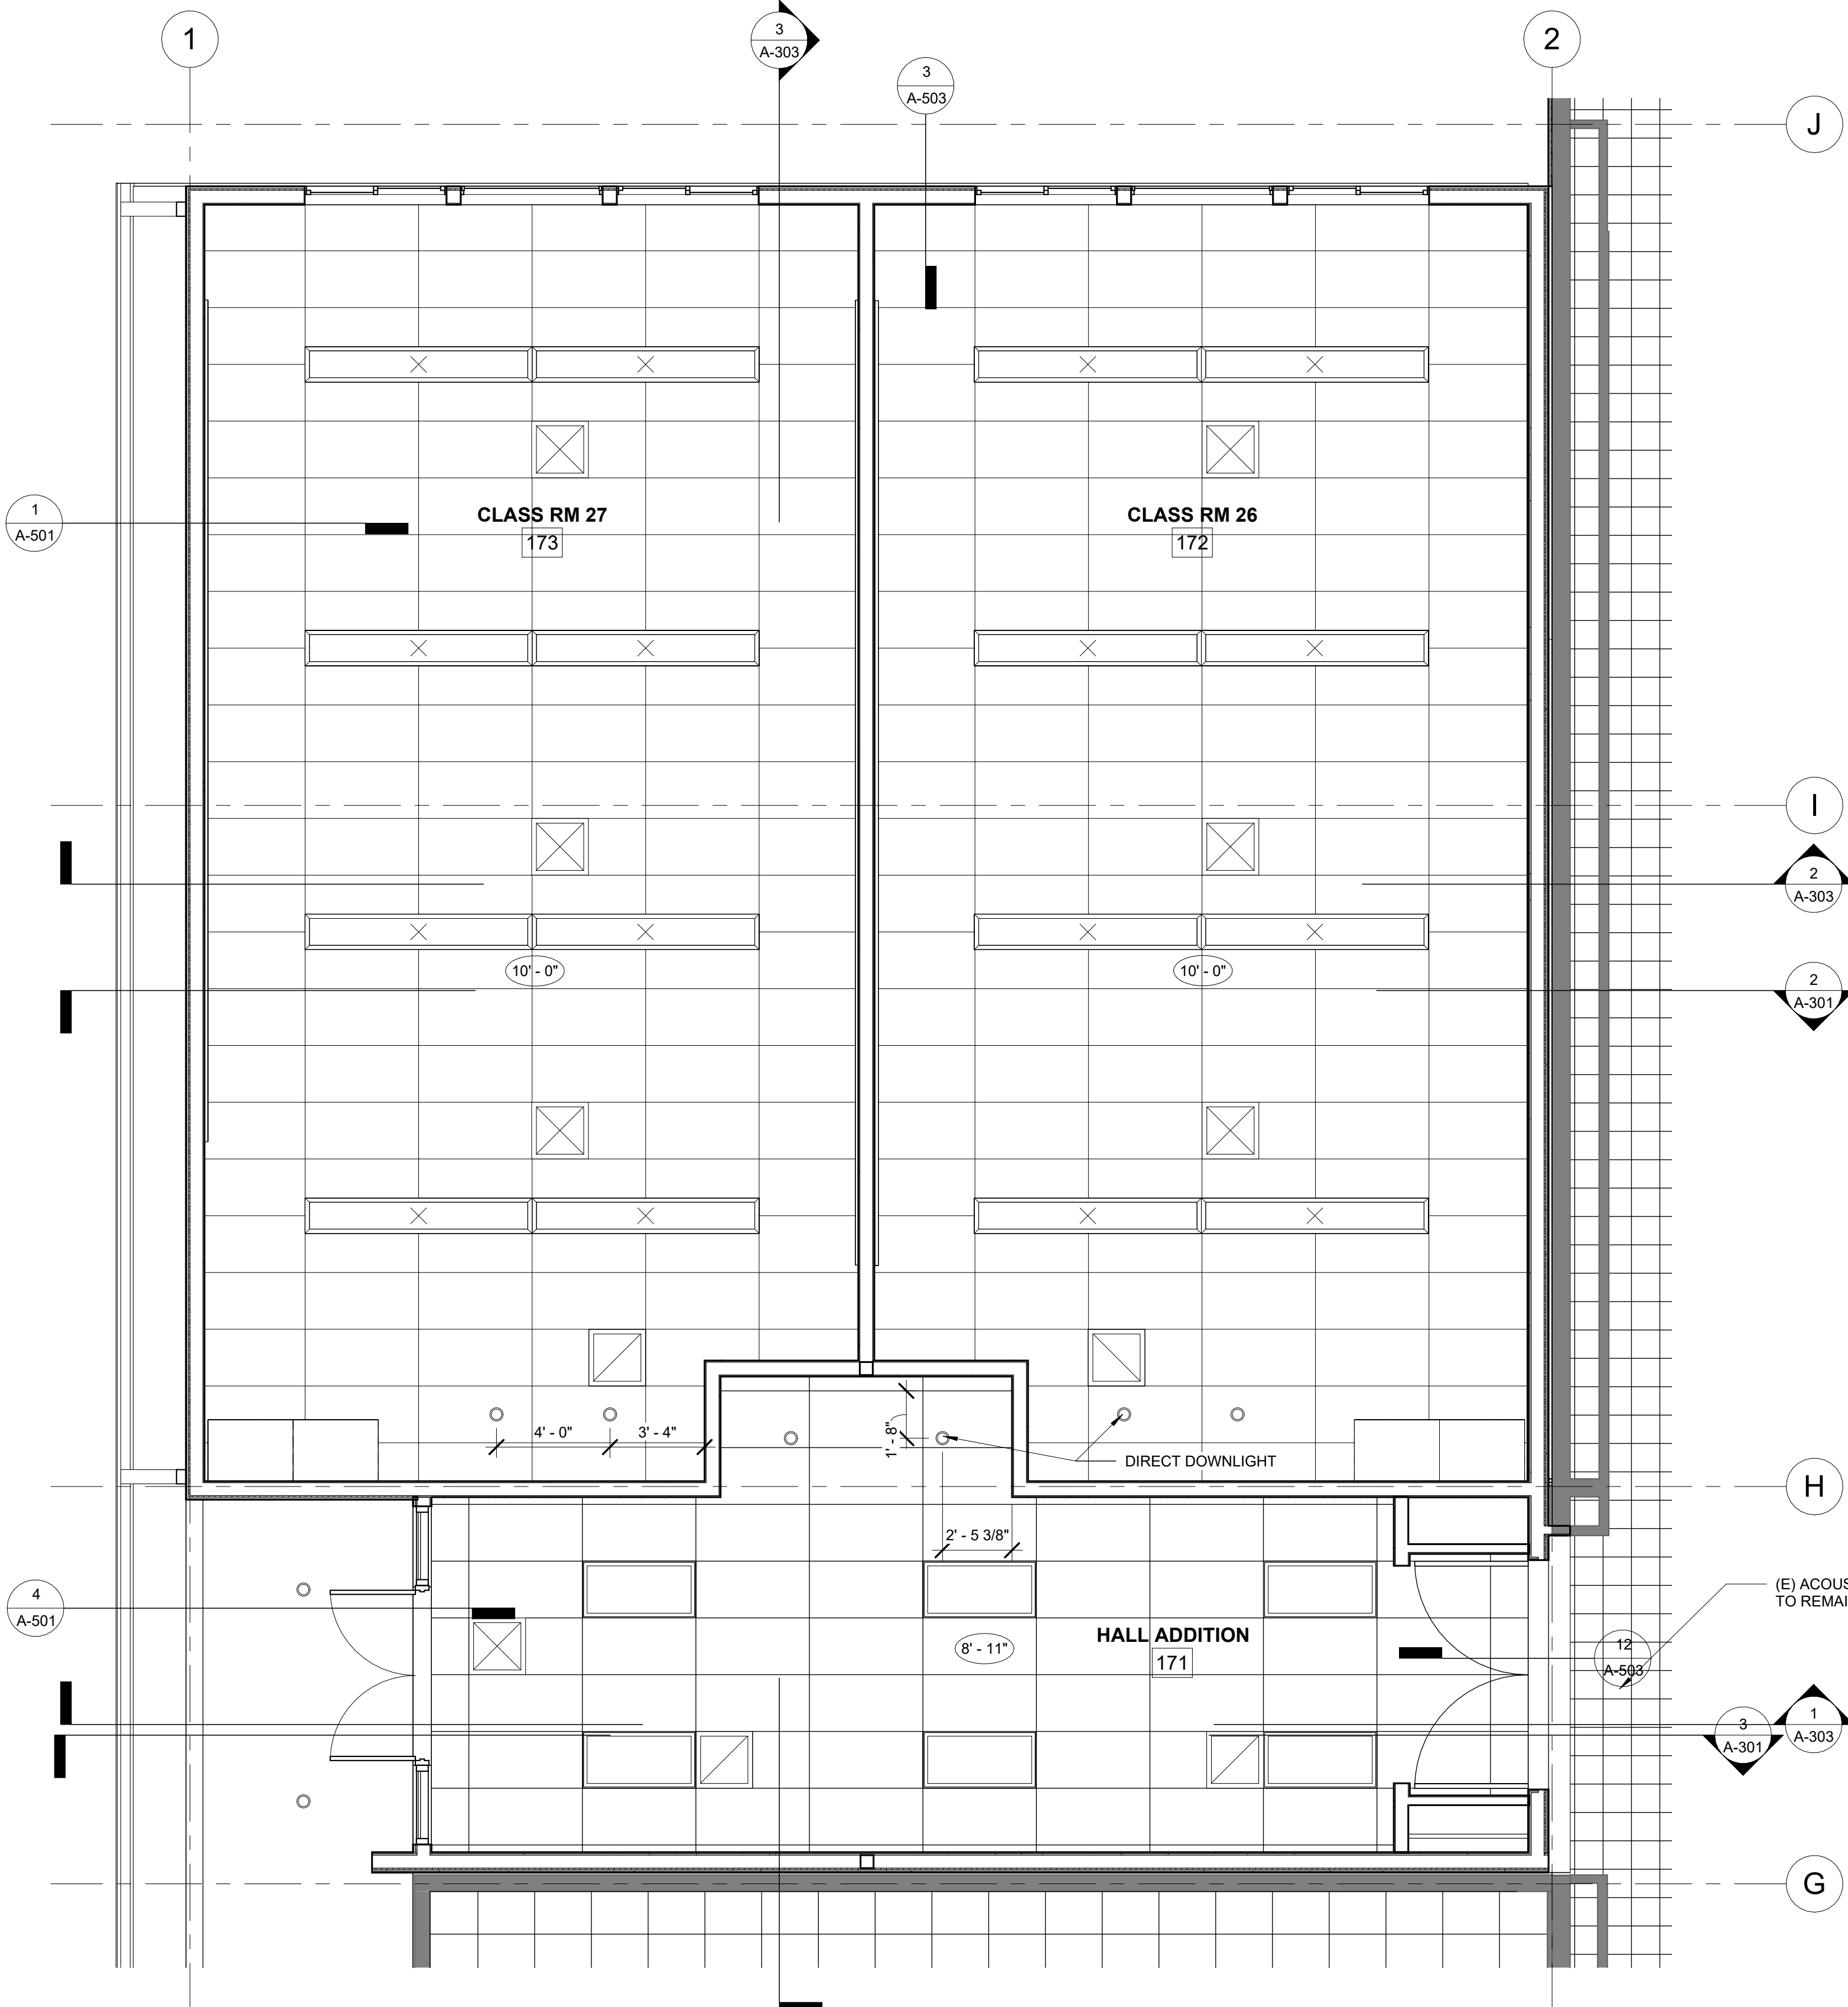 1
3
A-303
2
3
A-503
J
1
A-501
CLASS RM 27
173
CLASS RM 26
172
I
2
A-303
10' - 0"
10' - 0"
2
A-301
4' - 0"
3' - 4"
1' - 8"
DIRECT DOWNLIGHT
H
2' - 5 3/8"
4
A-501
(E) ACOUS
TO REMAI
8' - 11"
HALL ADDITION
171
12
A-503
3
A-301
1
A-303
G